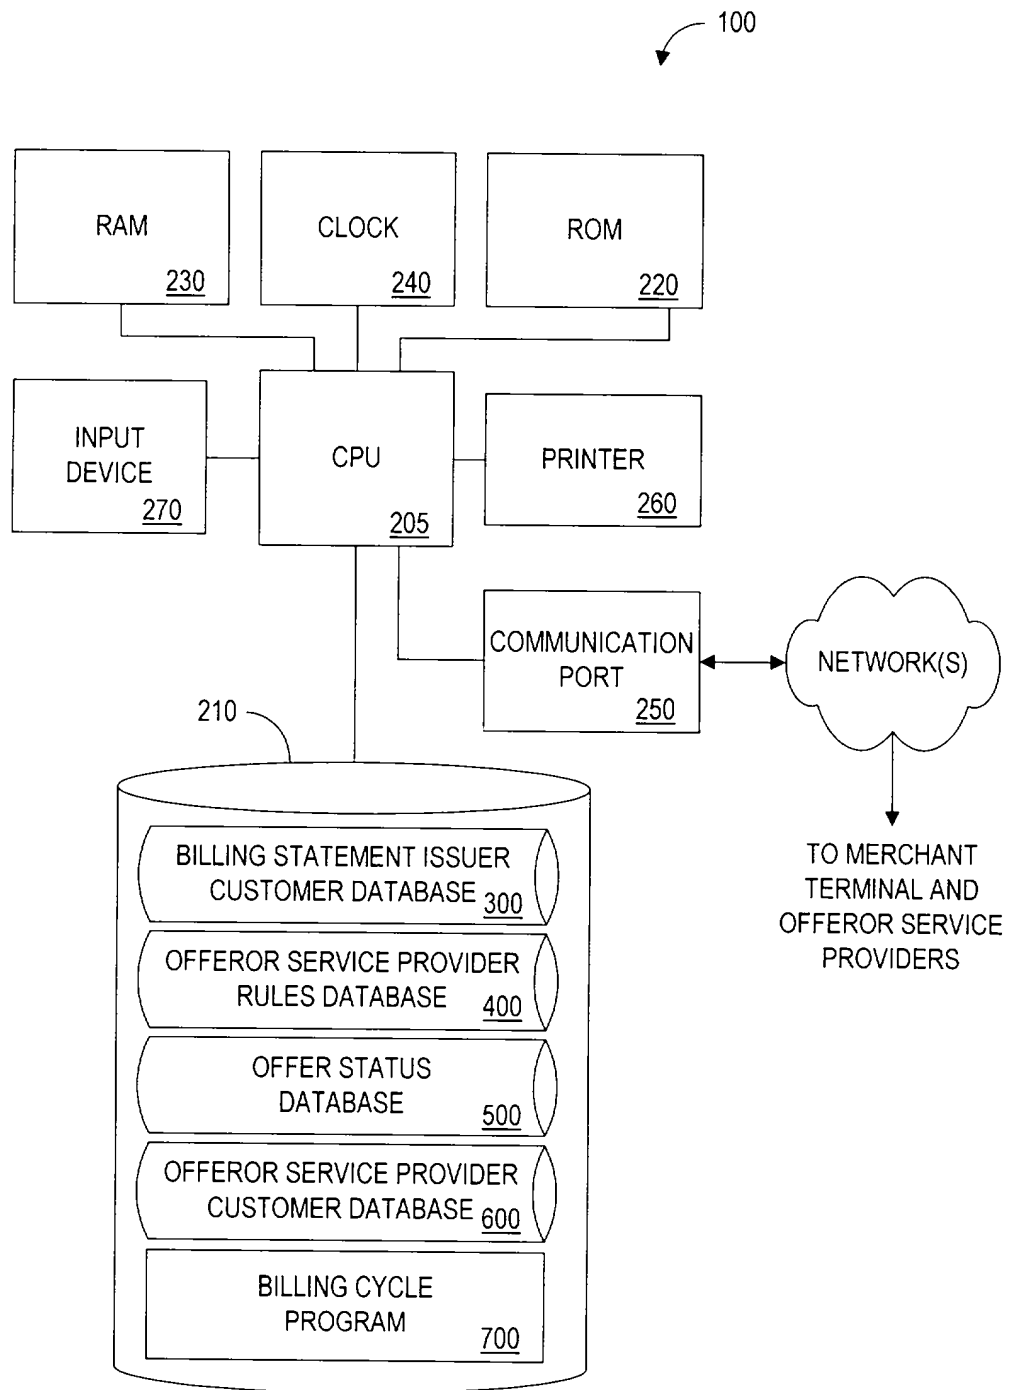 100
RAM
230
CLOCK
240
ROM
220
INPUT
DEVICE
270
CPU
205
PRINTER
260
COMMUNICATION
PORT
250
NETWORK(S)
TO MERCHANT
TERMINAL AND
OFFEROR SERVICE
PROVIDERS
210
BILLING STATEMENT ISSUER
CUSTOMER DATABASE
300
OFFEROR SERVICE PROVIDER
RULES DATABASE
400
OFFER STATUS
DATABASE
500
OFFEROR SERVICE PROVIDER
CUSTOMER DATABASE
600
BILLING CYCLE
PROGRAM
700